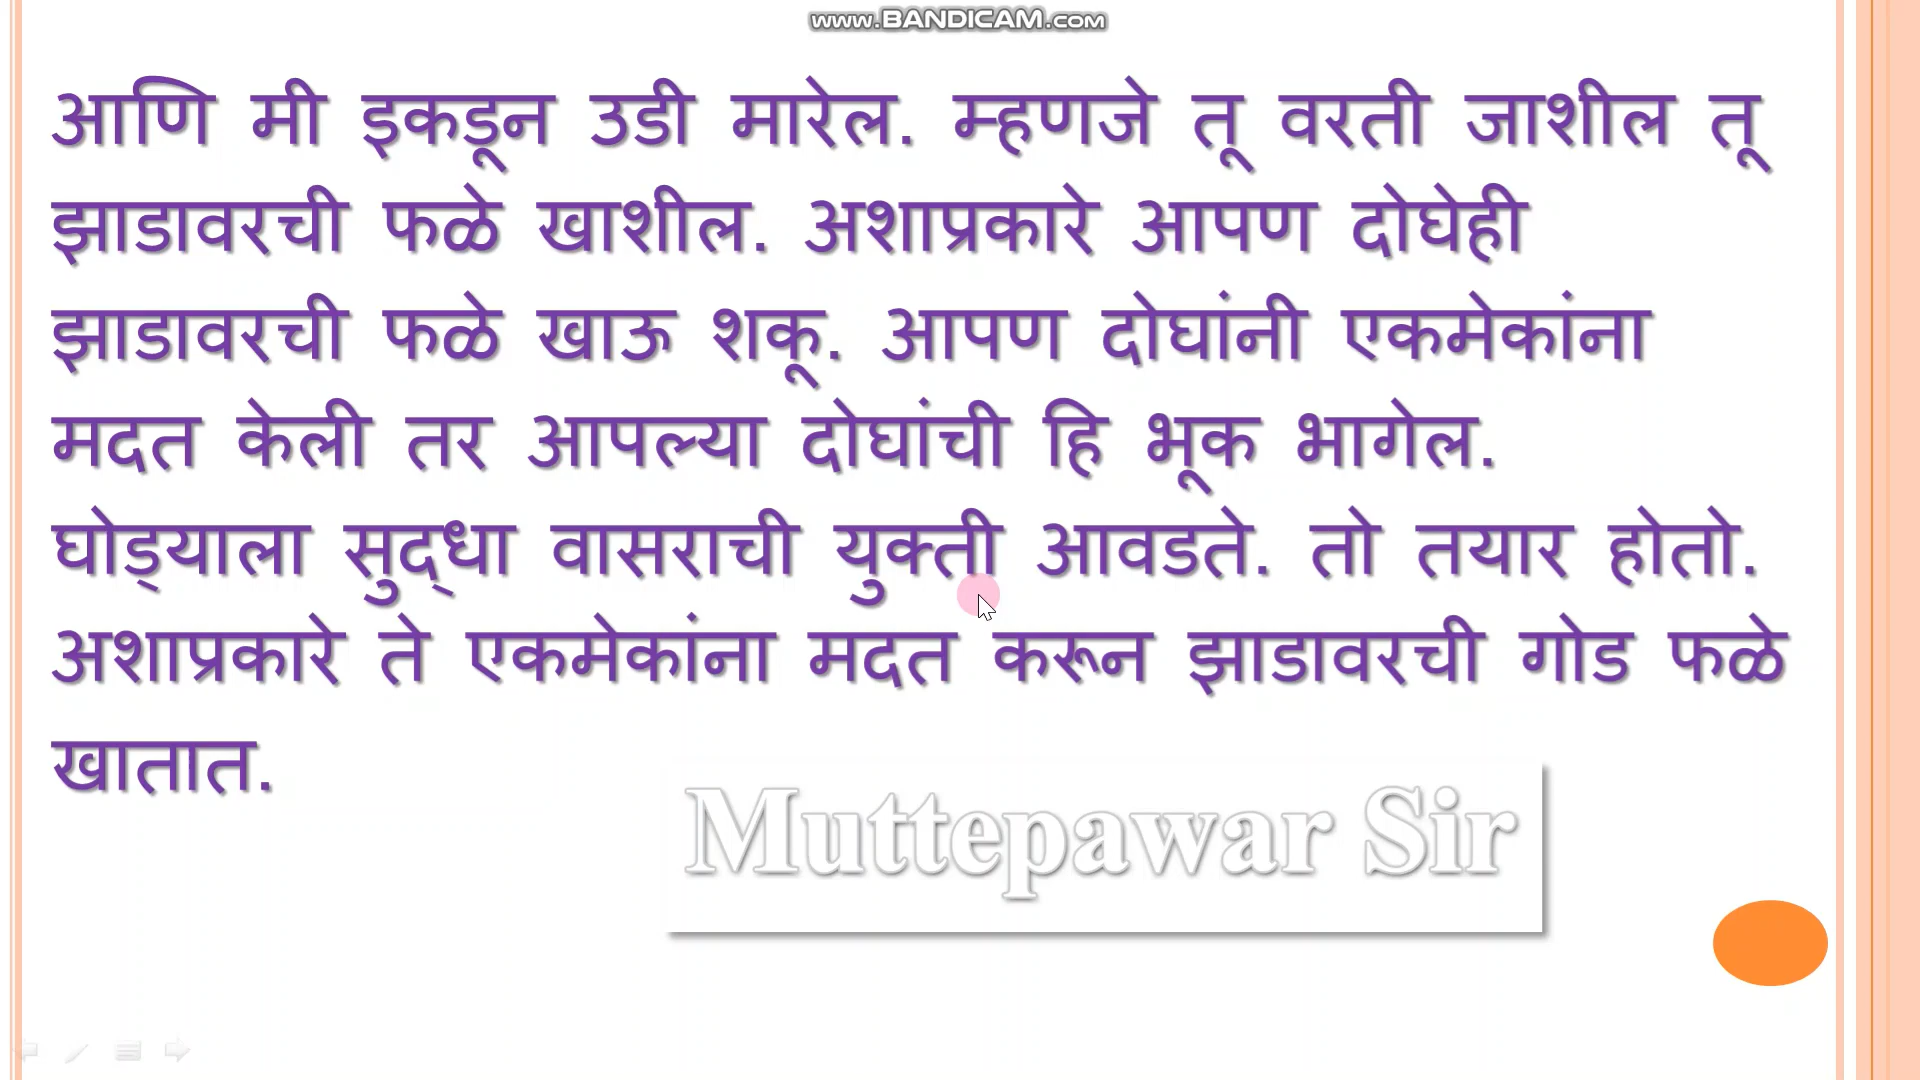 www.BANDICAM.com
आणि मी इकडून उडी मारेल. म्हणजे तू वरती जाशील तू
झाडावरची फळे खाशील. अशाप्रकारे आपण दोघेही
झाडावरची फळे खाऊ शकू. आपण दोघांनी एकमेकांना
मदत केली तर आपल्या दोघांची हि भूक भागेल.
घोड्याला सुद्धा वासराची युक्ती आवडते. तो तयार होतो.
अशाप्रकारे ते एकमेकांना मदत करून झाडावरची गोड फळे
खातात.
Muttepawar Sir